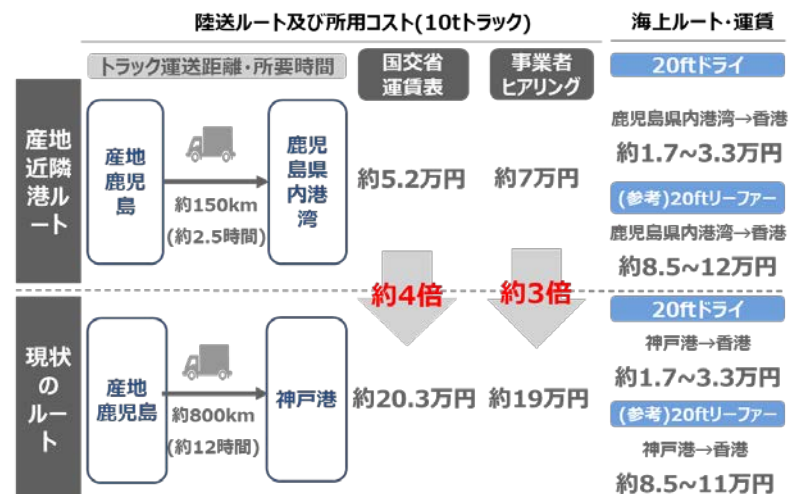 陸送ルート及び所用コスト(10tトラック)
海上ルート・運賃
トラック運送距離・所要時間
国交省
運賃表
事業者
ヒアリング
20ftドライ
産地
近隣
港ル
ート
産地
鹿児
島
約150km
(約2.5時間)
鹿児
島県
内港
湾
約5.2万円
約7万円
鹿児島県内港湾→香港
約1.7~3.3万円
(参考)20ftリーファー
鹿児島県内港湾→香港
約8.5~12万円
約4倍
約3倍
現状
の
ルー
ト
産地
鹿児島
約800km
(約12時間)
神戸港
約20.3万円
約19万円
20ftドライ
神戸港→香港
約1.7~3.3万円
(参考)20ftリーファー
神戸港→香港
約8.5~11万円